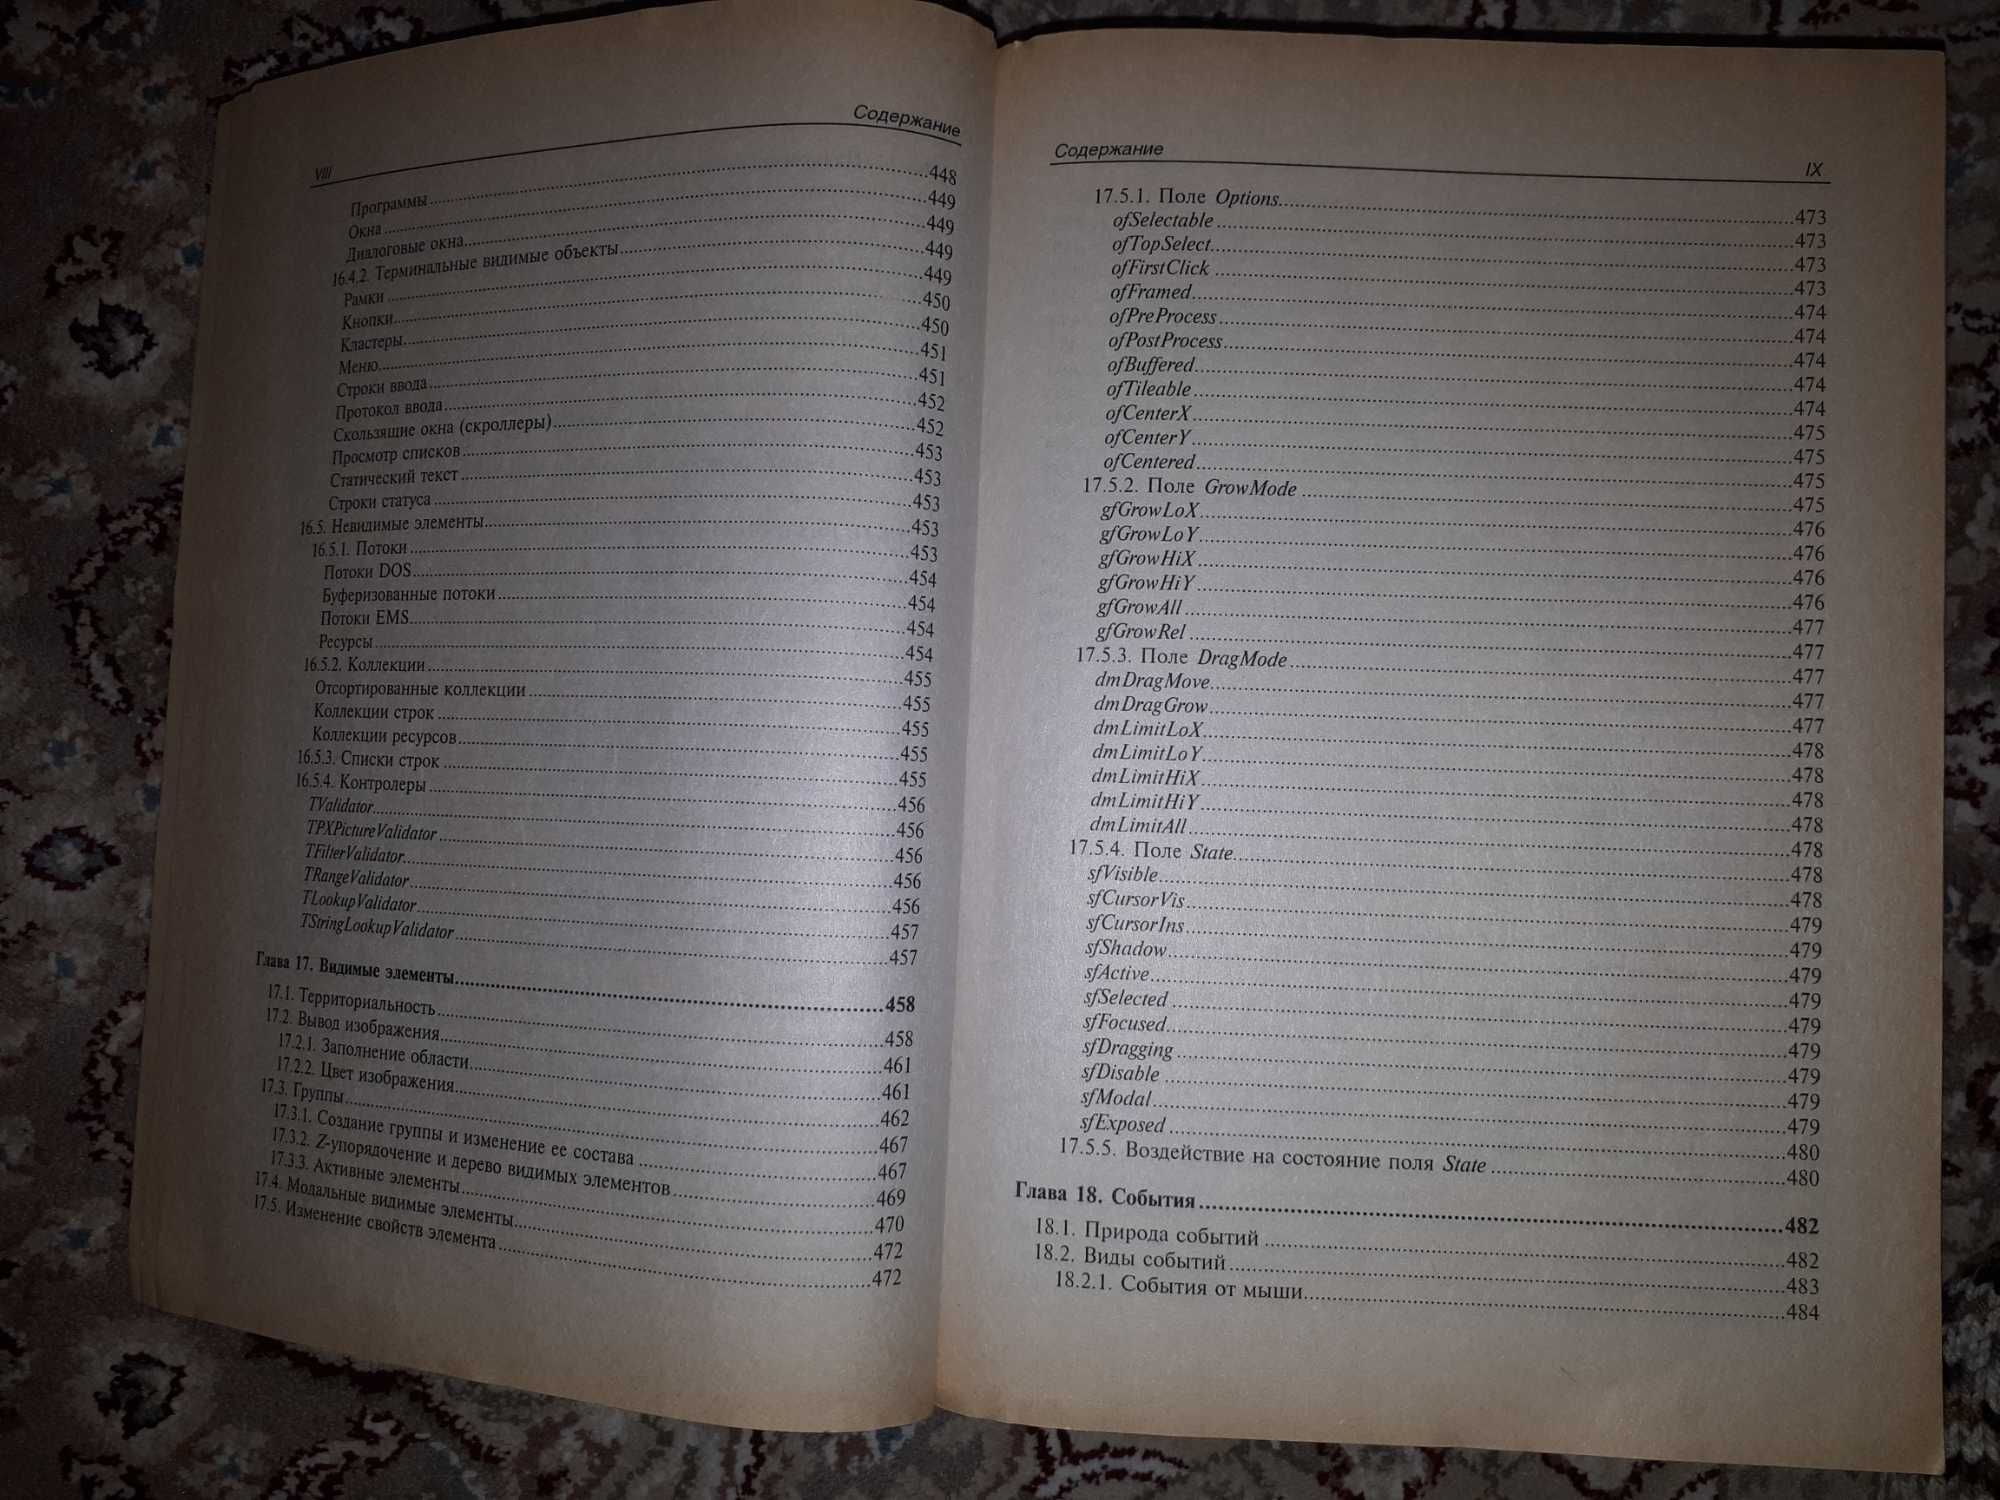 VIII Содержание
Программы.....448
Окна.....449
Диалоговые окна.....449
16.4.2. Терминальные видимые объекты.....449
Рамки.....449
Кнопки.....450
Кластеры.....450
Меню.....451
Строки ввода.....451
Протокол ввода.....452
Скользящие окна (скроллеры).....452
Просмотр списков.....453
Статический текст.....453
Строки статуса.....453
16.5. Невидимые элементы.....453
16.5.1. Потоки.....453
Потоки DOS.....454
Буферизованные потоки.....454
Потоки EMS.....454
Ресурсы.....454
16.5.2. Коллекции.....455
Отсортированные коллекции.....455
Коллекции строк.....455
Коллекции ресурсов.....455
16.5.3. Списки строк.....455
16.5.4. Контролеры.....456
TValidator.....456
TPXPictureValidator.....456
TFilterValidator.....456
TRangeValidator.....456
TLookupValidator.....457
TStringLookupValidator.....457
Глава 17. Видимые элементы.....458
17.1. Территориальность.....458
17.2. Вывод изображения.....461
17.2.1. Заполнение области.....461
17.2.2. Цвет изображения.....462
17.3. Группы.....467
17.3.1. Создание группы и изменение ее состава.....467
17.3.2. Z-упорядочение и дерево видимых элементов.....469
17.3.3. Активные элементы.....470
17.4. Модальные видимые элементы.....472
17.5. Изменение свойств элемента.....472
Содержание IX
17.5.1. Поле Options.....473
ofSelectable.....473
ofTopSelect.....473
ofFirstClick.....473
ofFramed.....474
ofPreProcess.....474
ofPostProcess.....474
ofBuffered.....474
ofTileable.....474
ofCenterX.....475
ofCenterY.....475
ofCentered.....475
17.5.2. Поле GrowMode.....475
gfGrowLoX.....476
gfGrowLoY.....476
gfGrowHiX.....476
gfGrowHiY.....476
gfGrowAll.....477
gfGrowRel.....477
17.5.3. Поле DragMode.....477
dmDragMove.....477
dmDragGrow.....477
dmLimitLoX.....478
dmLimitLoY.....478
dmLimitHiX.....478
dmLimitHiY.....478
dmLimitAll.....478
17.5.4. Поле State.....478
sfVisible.....478
sfCursorVis.....479
sfCursorIns.....479
sfShadow.....479
sfActive.....479
sfSelected.....479
sfFocused.....479
sfDragging.....479
sfDisable.....479
sfModal.....479
sfExposed.....480
17.5.5. Воздействие на состояние поля State.....480
Глава 18. События.....482
18.1. Природа событий.....482
18.2. Виды событий.....483
18.2.1. События от мыши.....484